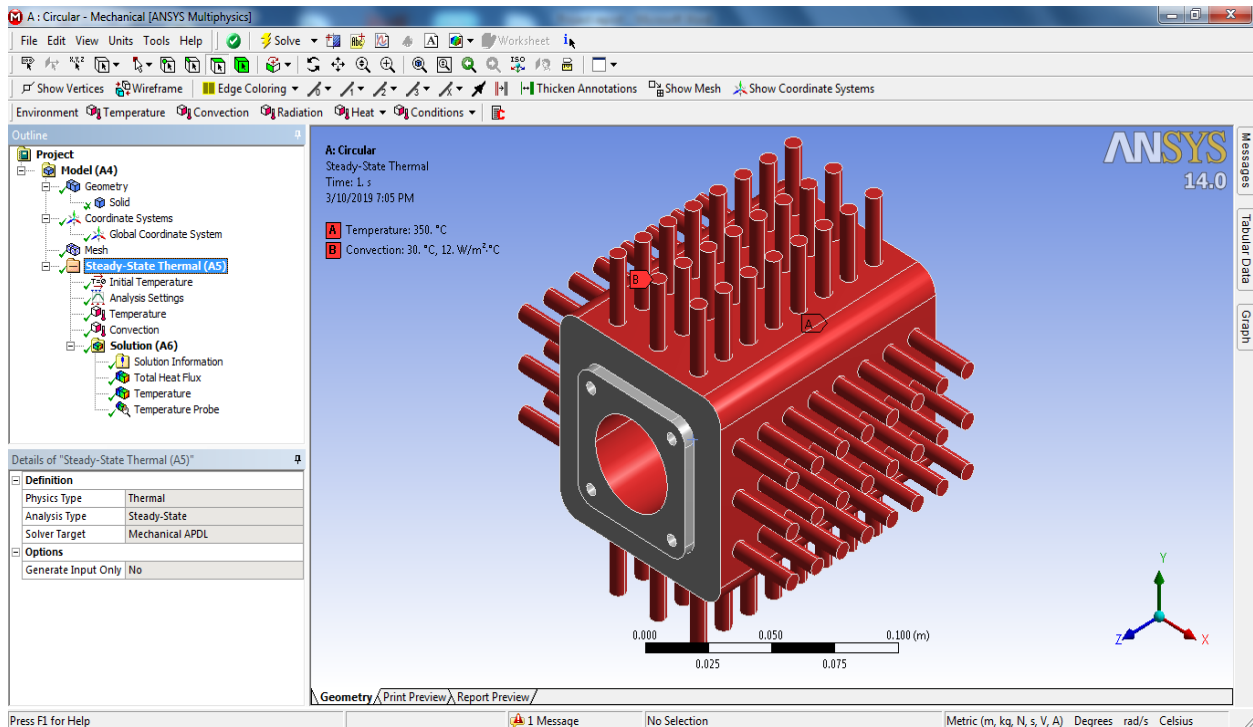 A : Circular - Mechanical [ANSYS Multiphysics]
File Edit View Units Tools Help Solve Worksheet
Show Vertices Wireframe Edge Coloring Thicken Annotations Show Mesh Show Coordinate Systems
Environment Temperature Convection Radiation Heat Conditions
Outline
Project
Model (A4)
Geometry
Solid
Coordinate Systems
Global Coordinate System
Mesh
Steady-State Thermal (A5)
Initial Temperature
Analysis Settings
Temperature
Convection
Solution (A6)
Solution Information
Total Heat Flux
Temperature
Temperature Probe
Details of "Steady-State Thermal (A5)"
Definition
Physics Type Thermal
Analysis Type Steady-State
Solver Target Mechanical APDL
Options
Generate Input Only No
A: Circular
Steady-State Thermal
Time: 1. s
3/10/2019 7:05 PM
A Temperature: 350. °C
B Convection: 30. °C, 12. W/m²·°C
ANSYS
14.0
B
A
0.000 0.050 0.100 (m)
0.025 0.075
Y
Z X
Geometry Print Preview Report Preview
Messages
Tabular Data
Graph
Press F1 for Help 1 Message No Selection Metric (m, kg, N, s, V, A) Degrees rad/s Celsius